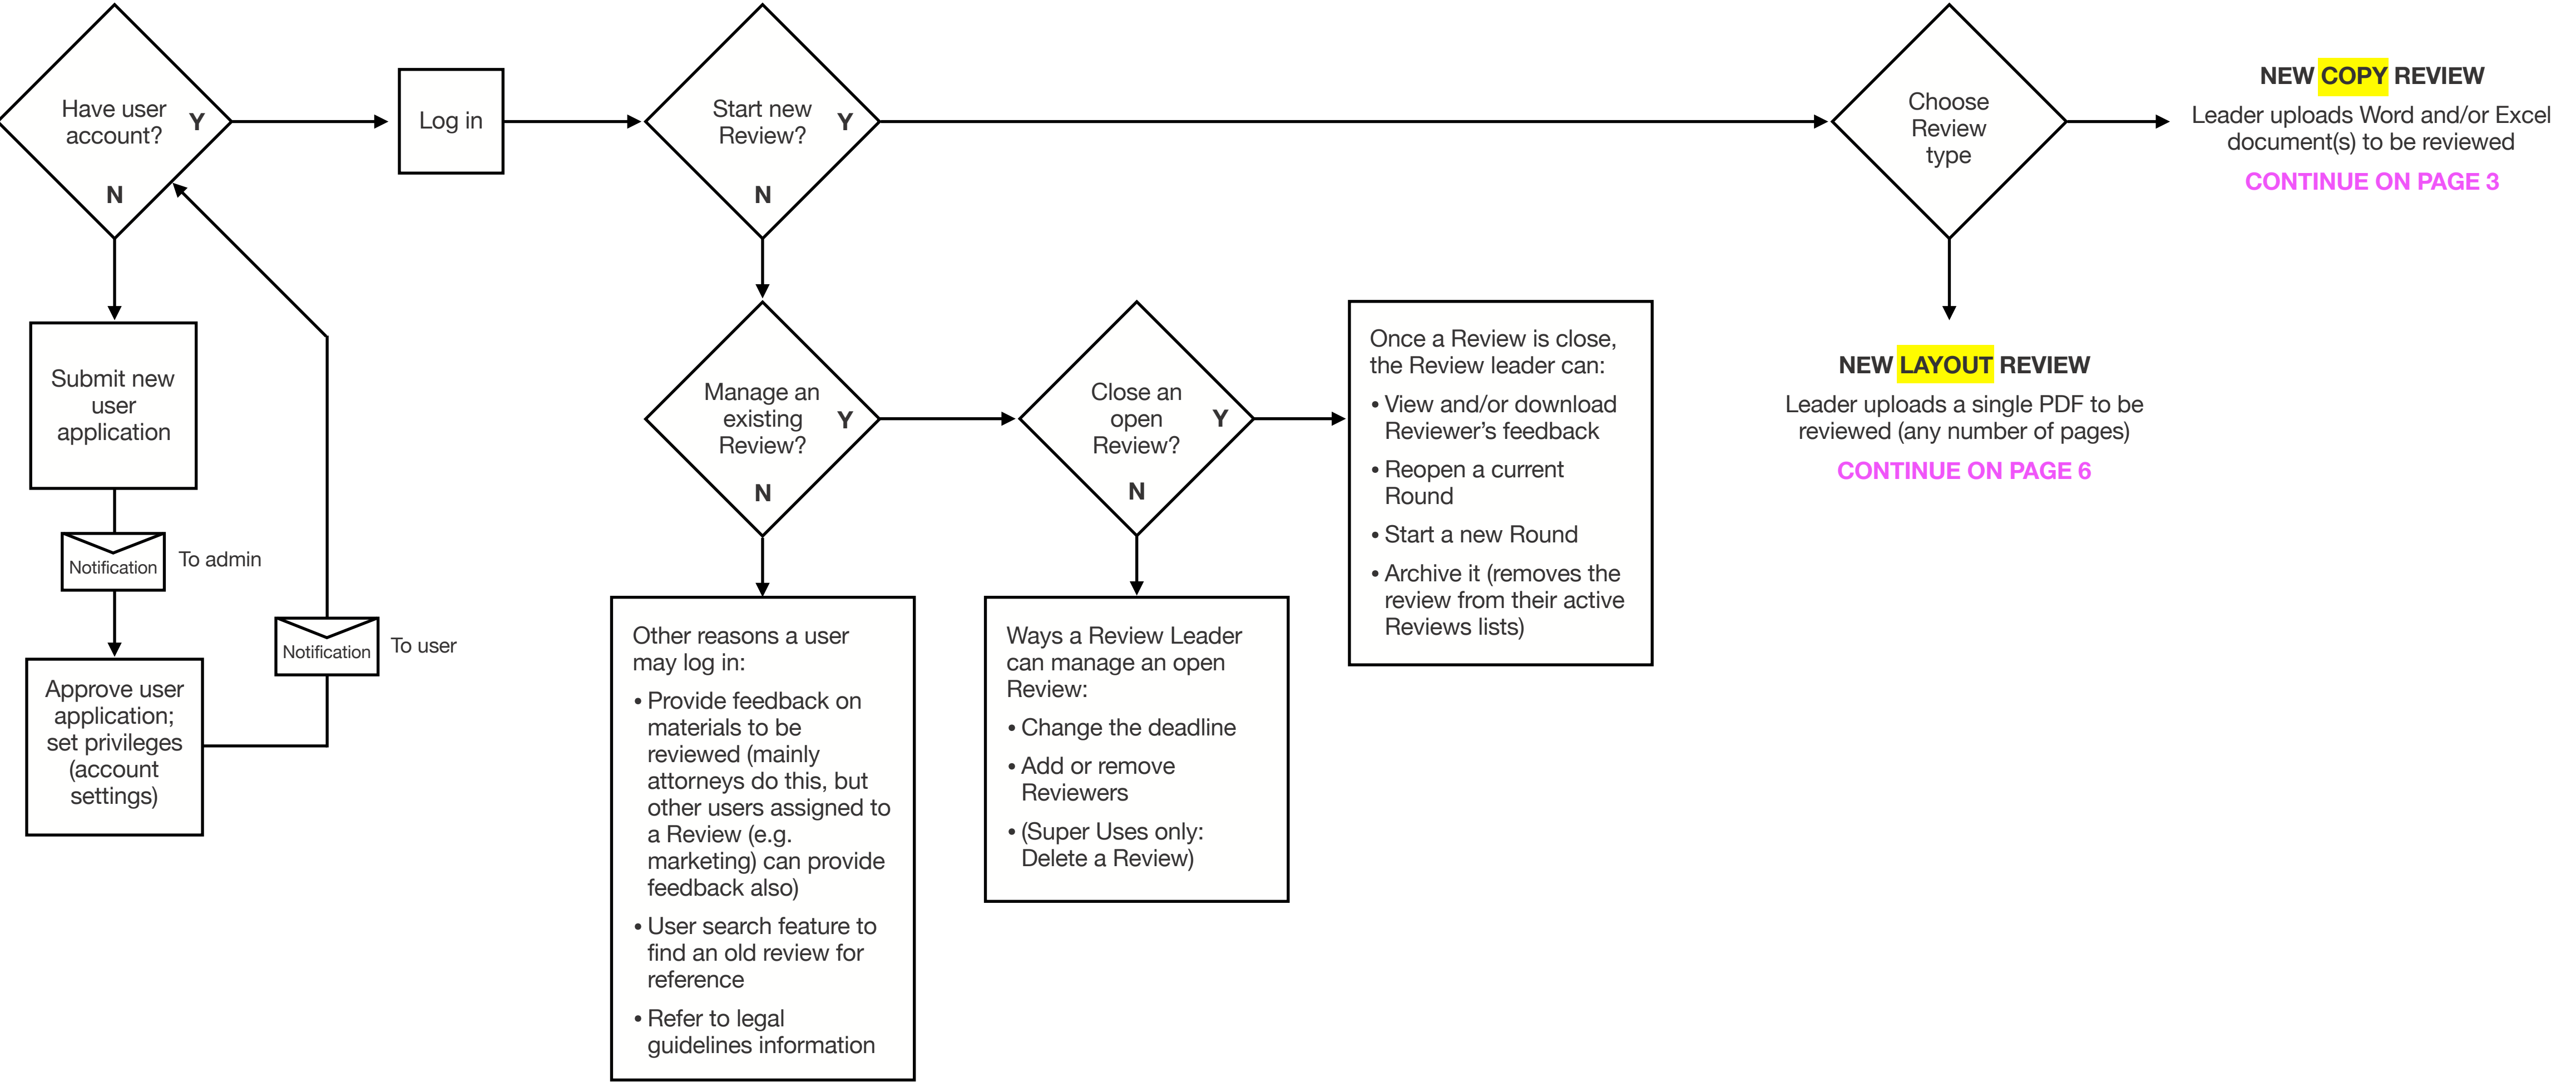 Have user
account?
Y
N
Log in
Start new
Review?
Y
N
Choose
Review
type
NEW COPY REVIEW
Leader uploads Word and/or Excel
document(s) to be reviewed
CONTINUE ON PAGE 3
NEW LAYOUT REVIEW
Leader uploads a single PDF to be
reviewed (any number of pages)
CONTINUE ON PAGE 6
Submit new
user
application
Notification
To admin
Approve user
application;
set privileges
(account
settings)
Notification
To user
Manage an
existing
Review?
Y
N
Close an
open
Review?
Y
N
Once a Review is close,
the Review leader can:
• View and/or download
Reviewer’s feedback
• Reopen a current
Round
• Start a new Round
• Archive it (removes the
review from their active
Reviews lists)
Other reasons a user
may log in:
• Provide feedback on
materials to be
reviewed (mainly
attorneys do this, but
other users assigned to
a Review (e.g.
marketing) can provide
feedback also)
• User search feature to
find an old review for
reference
• Refer to legal
guidelines information
Ways a Review Leader
can manage an open
Review:
• Change the deadline
• Add or remove
Reviewers
• (Super Uses only:
Delete a Review)